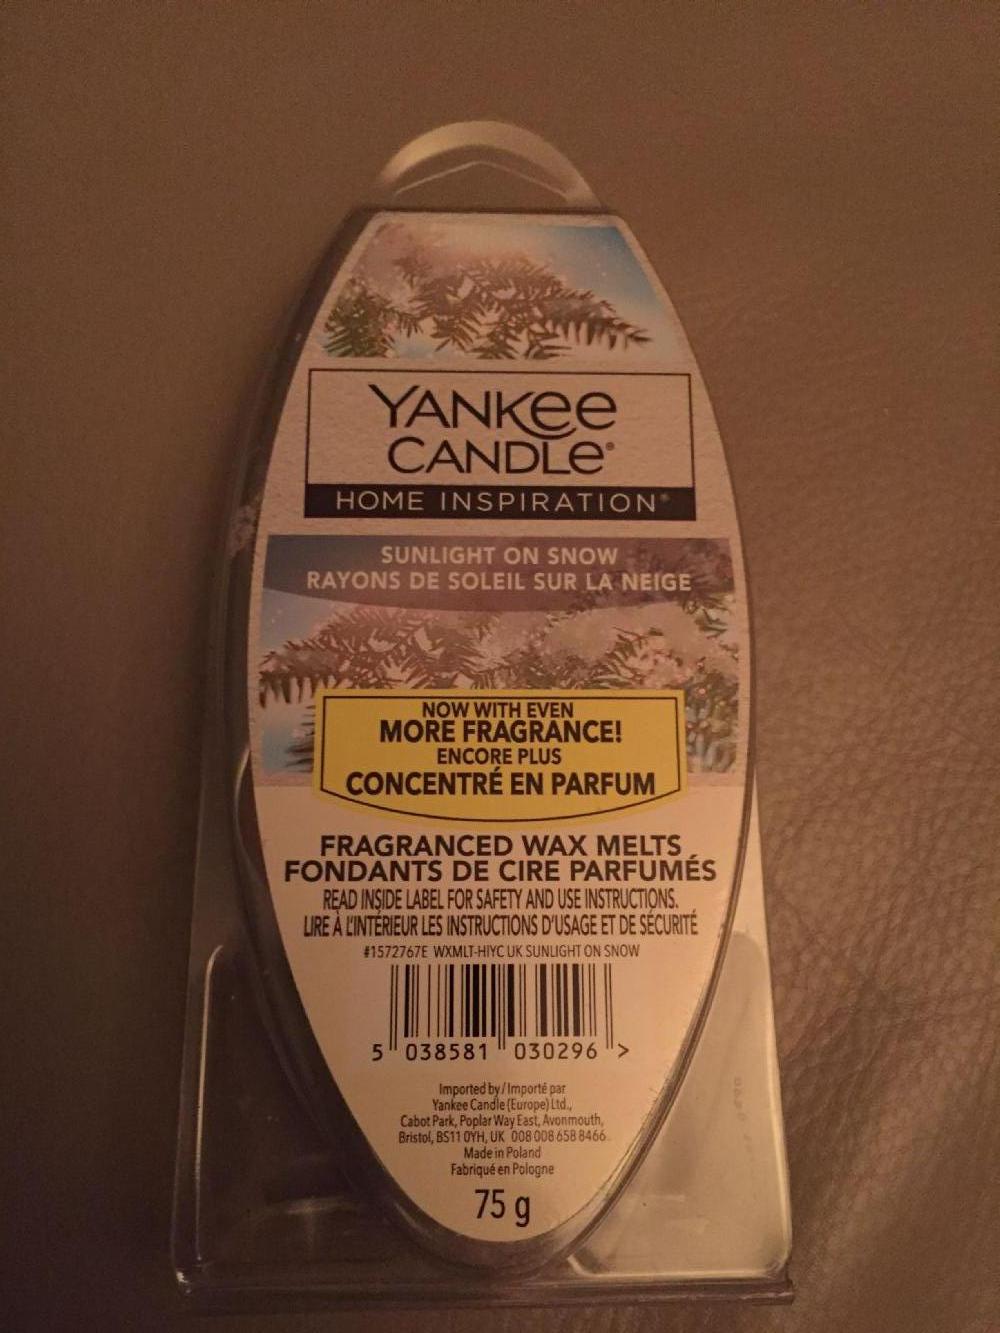 YANKEE
CANDLE®
HOME INSPIRATION®
SUNLIGHT ON SNOW
RAYONS DE SOLEIL SUR LA NEIGE
NOW WITH EVEN
MORE FRAGRANCE!
ENCORE PLUS
CONCENTRÉ EN PARFUM
FRAGRANCED WAX MELTS
FONDANTS DE CIRE PARFUMÉS
READ INSIDE LABEL FOR SAFETY AND USE INSTRUCTIONS.
LIRE À L'INTÉRIEUR LES INSTRUCTIONS D'USAGE ET DE SÉCURITÉ
#1572767E WXMLT-HIYC UK SUNLIGHT ON SNOW
5 038581 030296 >
Imported by / Importé par
Yankee Candle (Europe) Ltd.,
Cabot Park, Poplar Way East, Avonmouth,
Bristol, BS11 0YH, UK 008 008 658 8466
Made in Poland
Fabriqué en Pologne
75 g